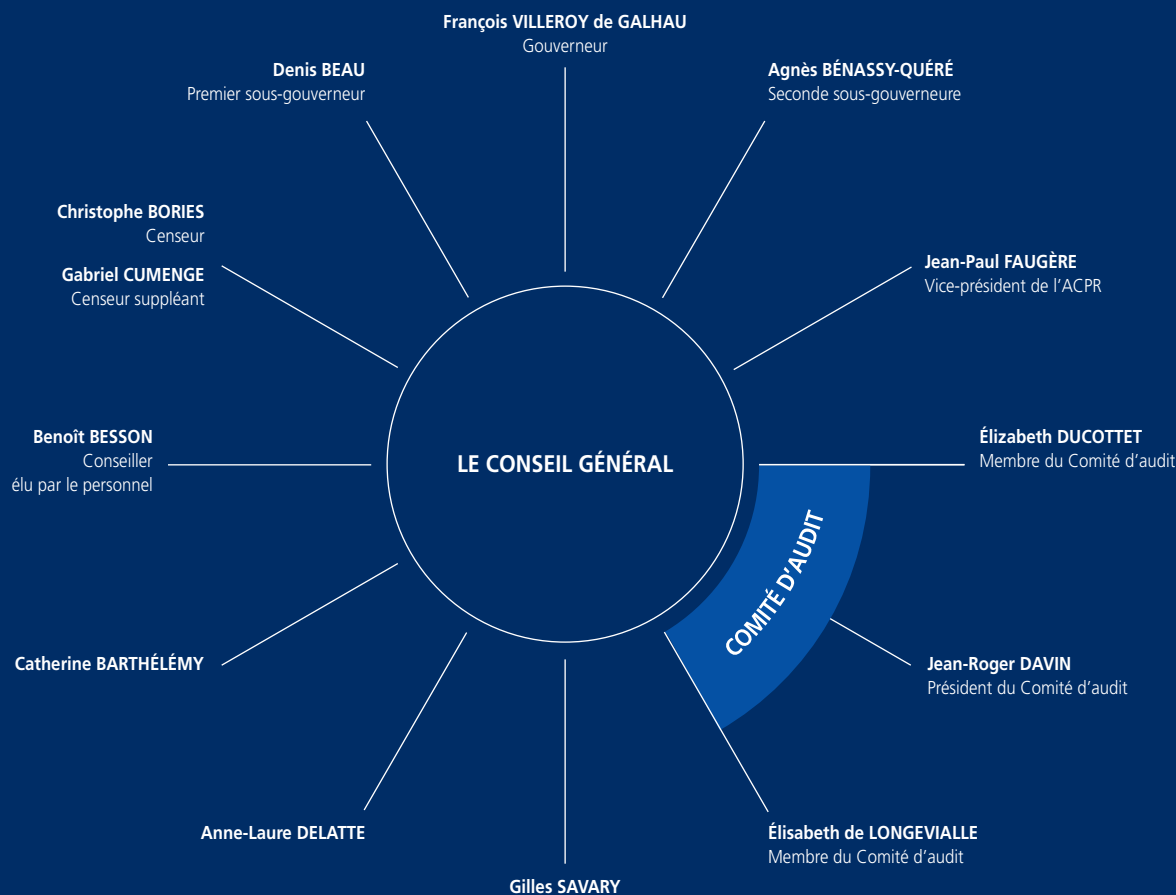 François VILLEROY de GALHAU
Gouverneur
Denis BEAU
Premier sous-gouverneur
Agnès BÉNASSY-QUÉRÉ
Seconde sous-gouverneure
Christophe BORIES
Censeur
Gabriel CUMENGE
Censeur suppléant
Jean-Paul FAUGÈRE
Vice-président de l’ACPR
Benoît BESSON
Conseiller
élu par le personnel
LE CONSEIL GÉNÉRAL
Élizabeth DUCOTTET
Membre du Comité d’audit
COMITÉ D’AUDIT
Catherine BARTHÉLÉMY
Jean-Roger DAVIN
Président du Comité d’audit
Anne-Laure DELATTE
Élisabeth de LONGEVIALLE
Membre du Comité d’audit
Gilles SAVARY